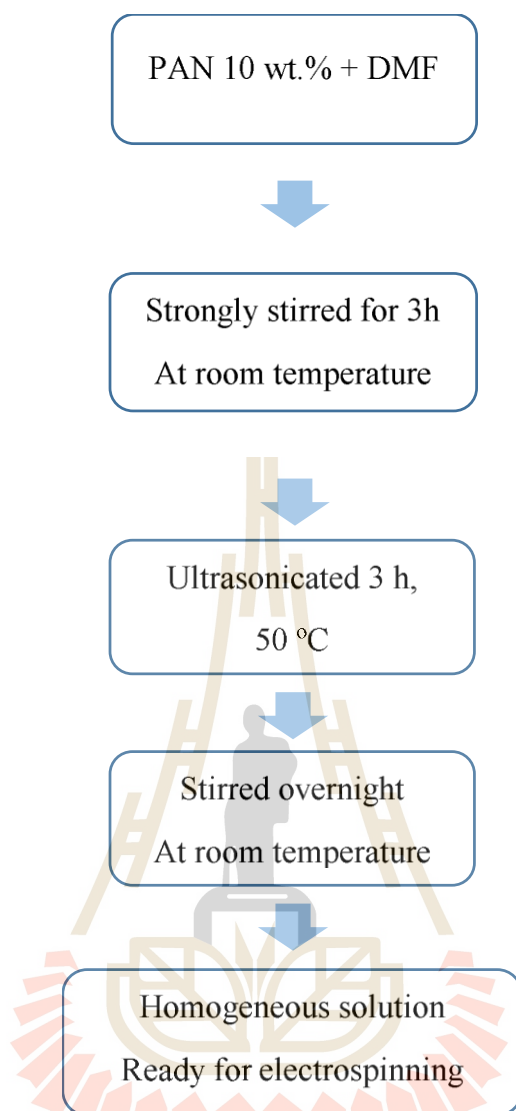 PAN 10 wt.% + DMF
Strongly stirred for 3h
At room temperature
Ultrasonicated 3 h,
50 °C
Stirred overnight
At room temperature
Homogeneous solution
Ready for electrospinning